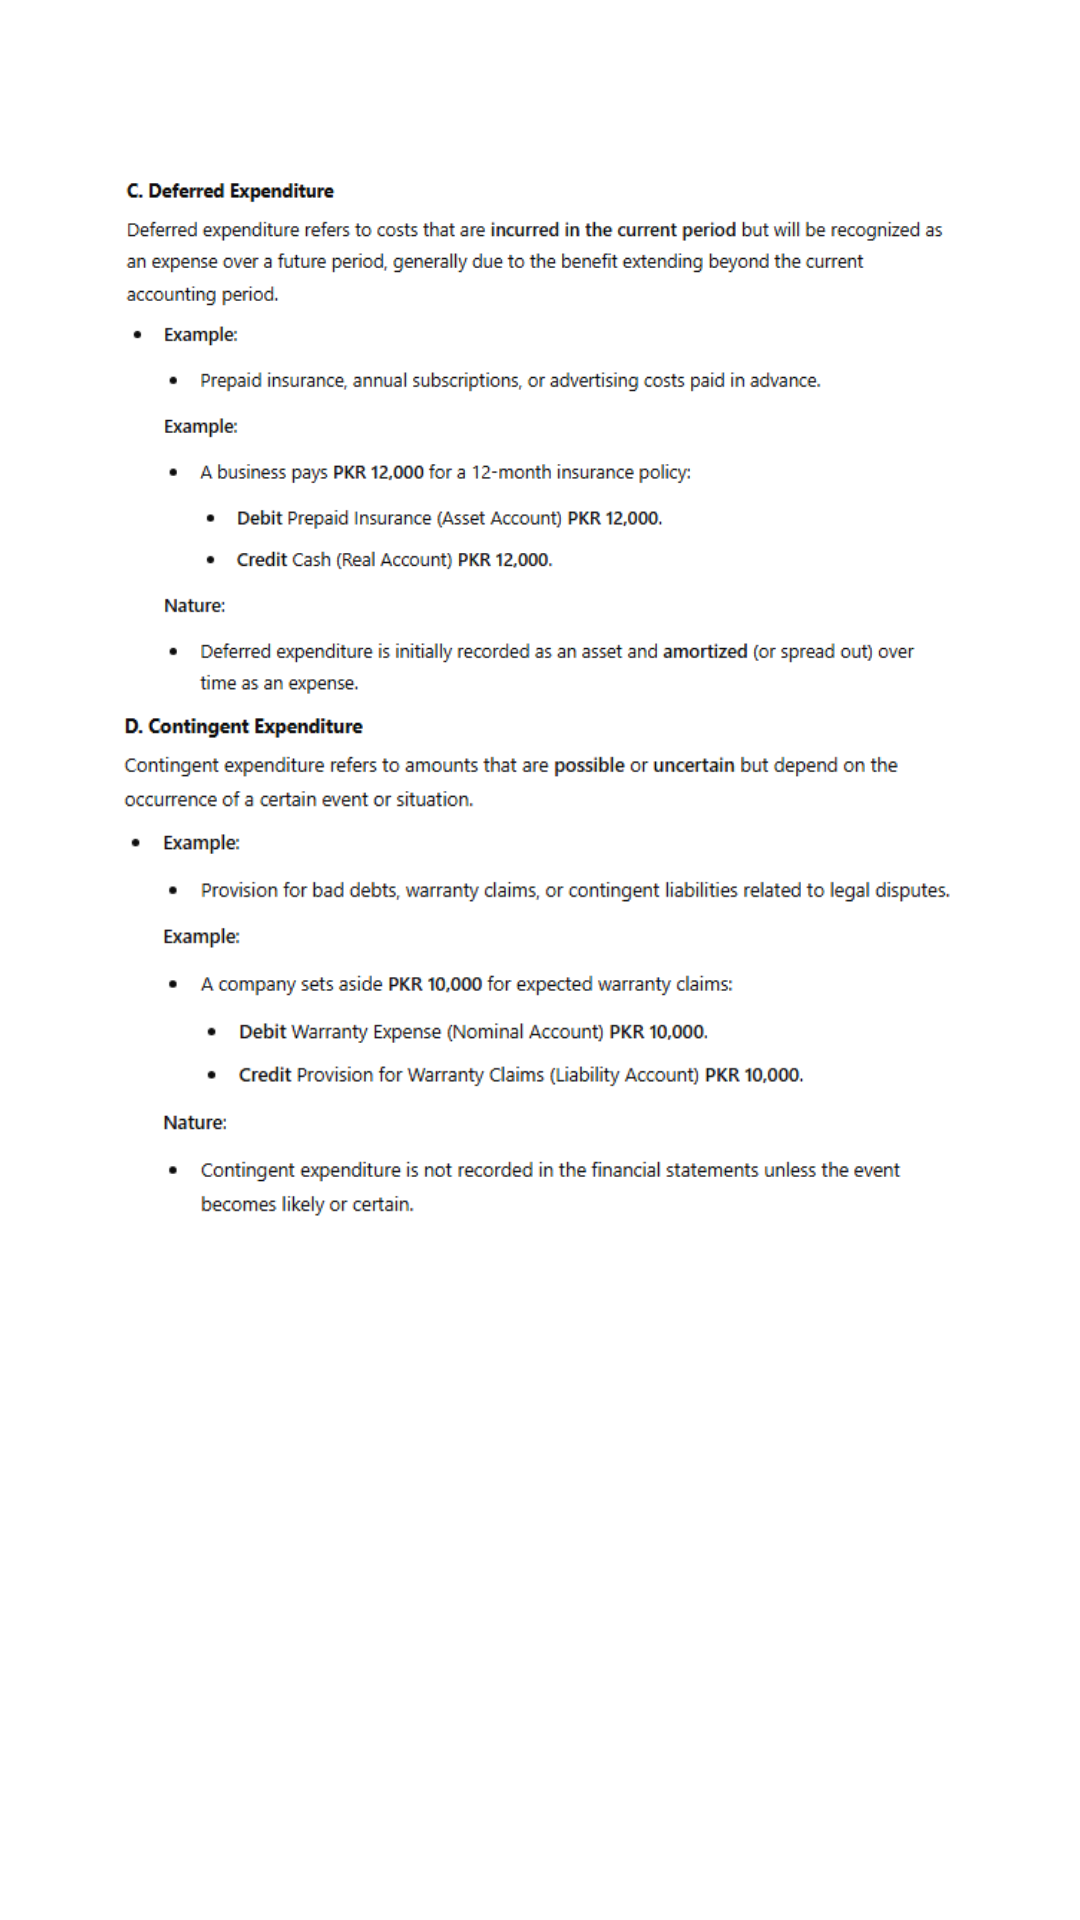 C. Deferred Expenditure
Deferred expenditure refers to costs that are incurred in the current period but will be recognized as
an expense over a future period, generally due to the benefit extending beyond the current
accounting period.
• Example:
• Prepaid insurance, annual subscriptions, or advertising costs paid in advance.
Example:
• A business pays PKR 12,000 for a 12-month insurance policy:
• Debit Prepaid Insurance (Asset Account) PKR 12,000.
• Credit Cash (Real Account) PKR 12,000.
Nature:
• Deferred expenditure is initially recorded as an asset and amortized (or spread out) over
time as an expense.
D. Contingent Expenditure
Contingent expenditure refers to amounts that are possible or uncertain but depend on the
occurrence of a certain event or situation.
• Example:
• Provision for bad debts, warranty claims, or contingent liabilities related to legal disputes.
Example:
• A company sets aside PKR 10,000 for expected warranty claims:
• Debit Warranty Expense (Nominal Account) PKR 10,000.
• Credit Provision for Warranty Claims (Liability Account) PKR 10,000.
Nature:
• Contingent expenditure is not recorded in the financial statements unless the event
becomes likely or certain.